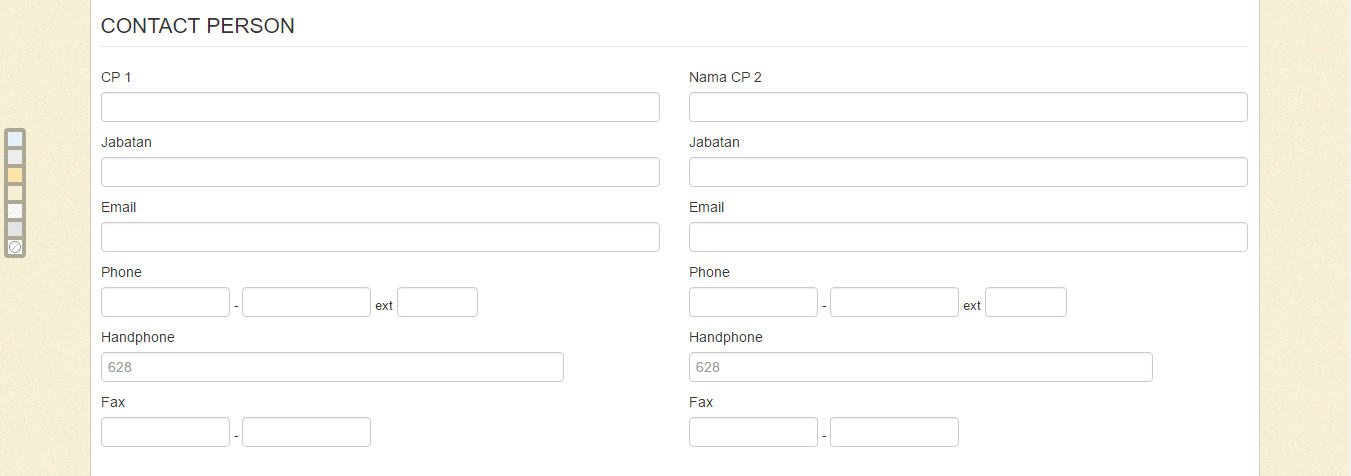 CONTACT PERSON
CP 1
Jabatan
Email
Phone
- ext
Handphone
628
Fax
-
Nama CP 2
Jabatan
Email
Phone
- ext
Handphone
628
Fax
-